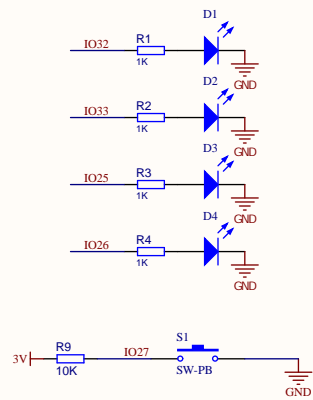 D1
IO32
R1
1K
GND
D2
IO33
R2
1K
GND
D3
IO25
R3
1K
GND
D4
IO26
R4
1K
GND
3V
R9
10K
IO27
S1
SW-PB
GND